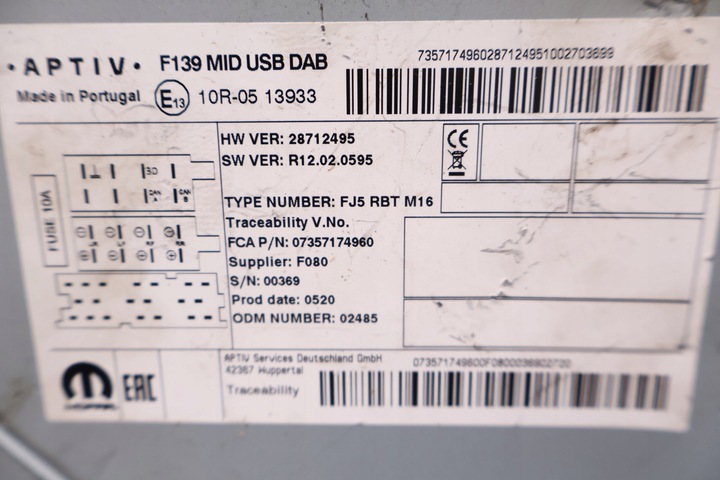 • APTIV • F139 MID USB DAB
Made in Portugal E13 10R-05 13933
73571749602871249510027036​99
HW VER: 28712495
SW VER: R12.02.0595
CE
FUSE 10A
TYPE NUMBER: FJ5 RBT M16
Traceability V.No.
FCA P/N: 07357174960
Supplier: F080
S/N: 00369
Prod date: 0520
ODM NUMBER: 02485
MOPAR
EAC
APTIV Services Deutschland GmbH
42367 Wuppertal
Traceability